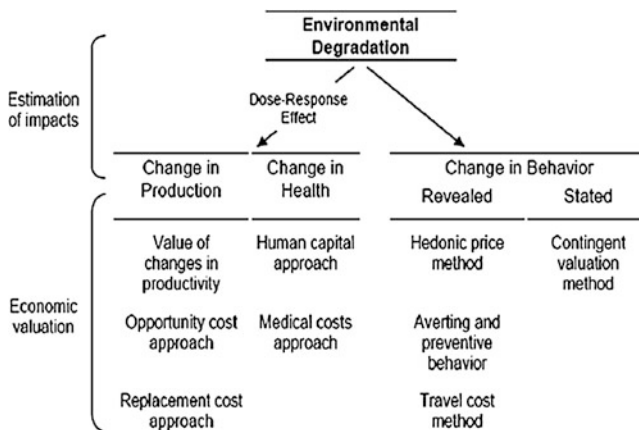 Environmental
Degradation
Estimation
of impacts
Dose-Response
Effect
Change in
Production
Change in
Health
Change in Behavior
Revealed
Stated
Economic
valuation
Value of
changes in
productivity
Human capital
approach
Hedonic price
method
Contingent
valuation
method
Opportunity cost
approach
Medical costs
approach
Averting and
preventive
behavior
Replacement cost
approach
Travel cost
method